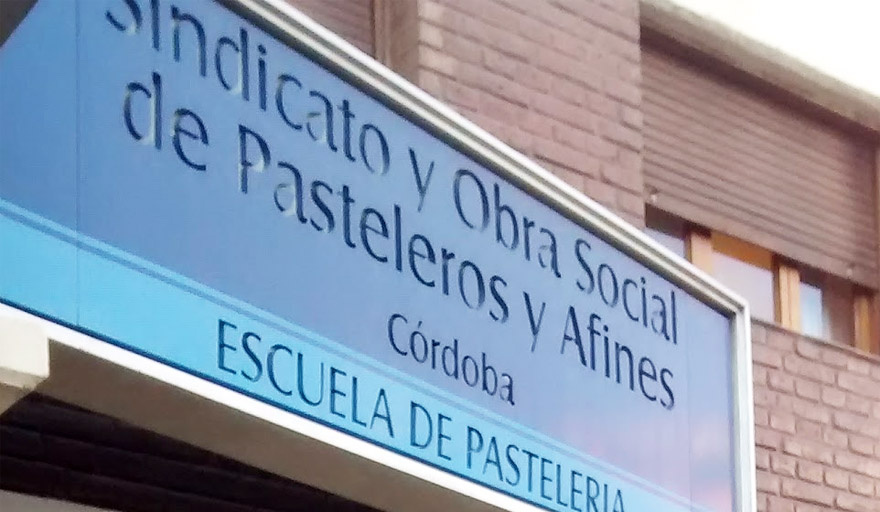 Sindicato y Obra Social
de Pasteleros y Afines
Córdoba
ESCUELA DE PASTELERIA